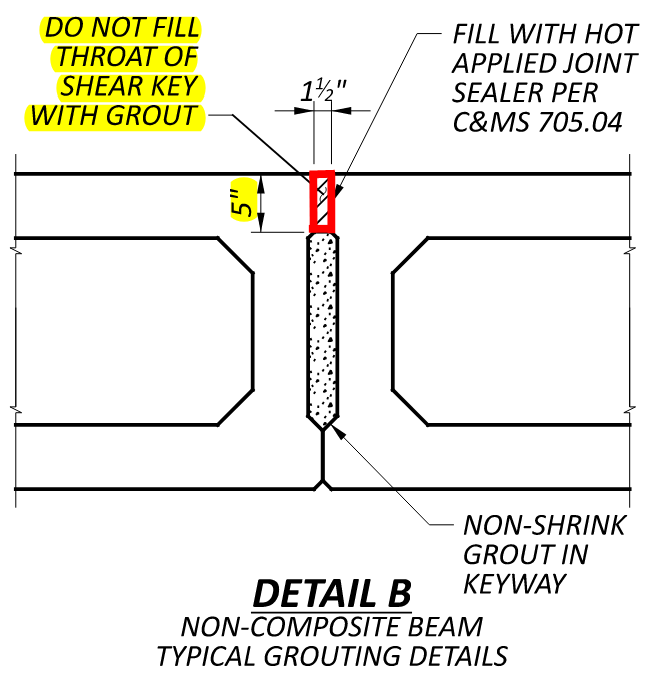 DO NOT FILL
THROAT OF
SHEAR KEY
WITH GROUT
1½"
FILL WITH HOT
APPLIED JOINT
SEALER PER
C&MS 705.04
5"
NON-SHRINK
GROUT IN
KEYWAY
DETAIL B
NON-COMPOSITE BEAM
TYPICAL GROUTING DETAILS